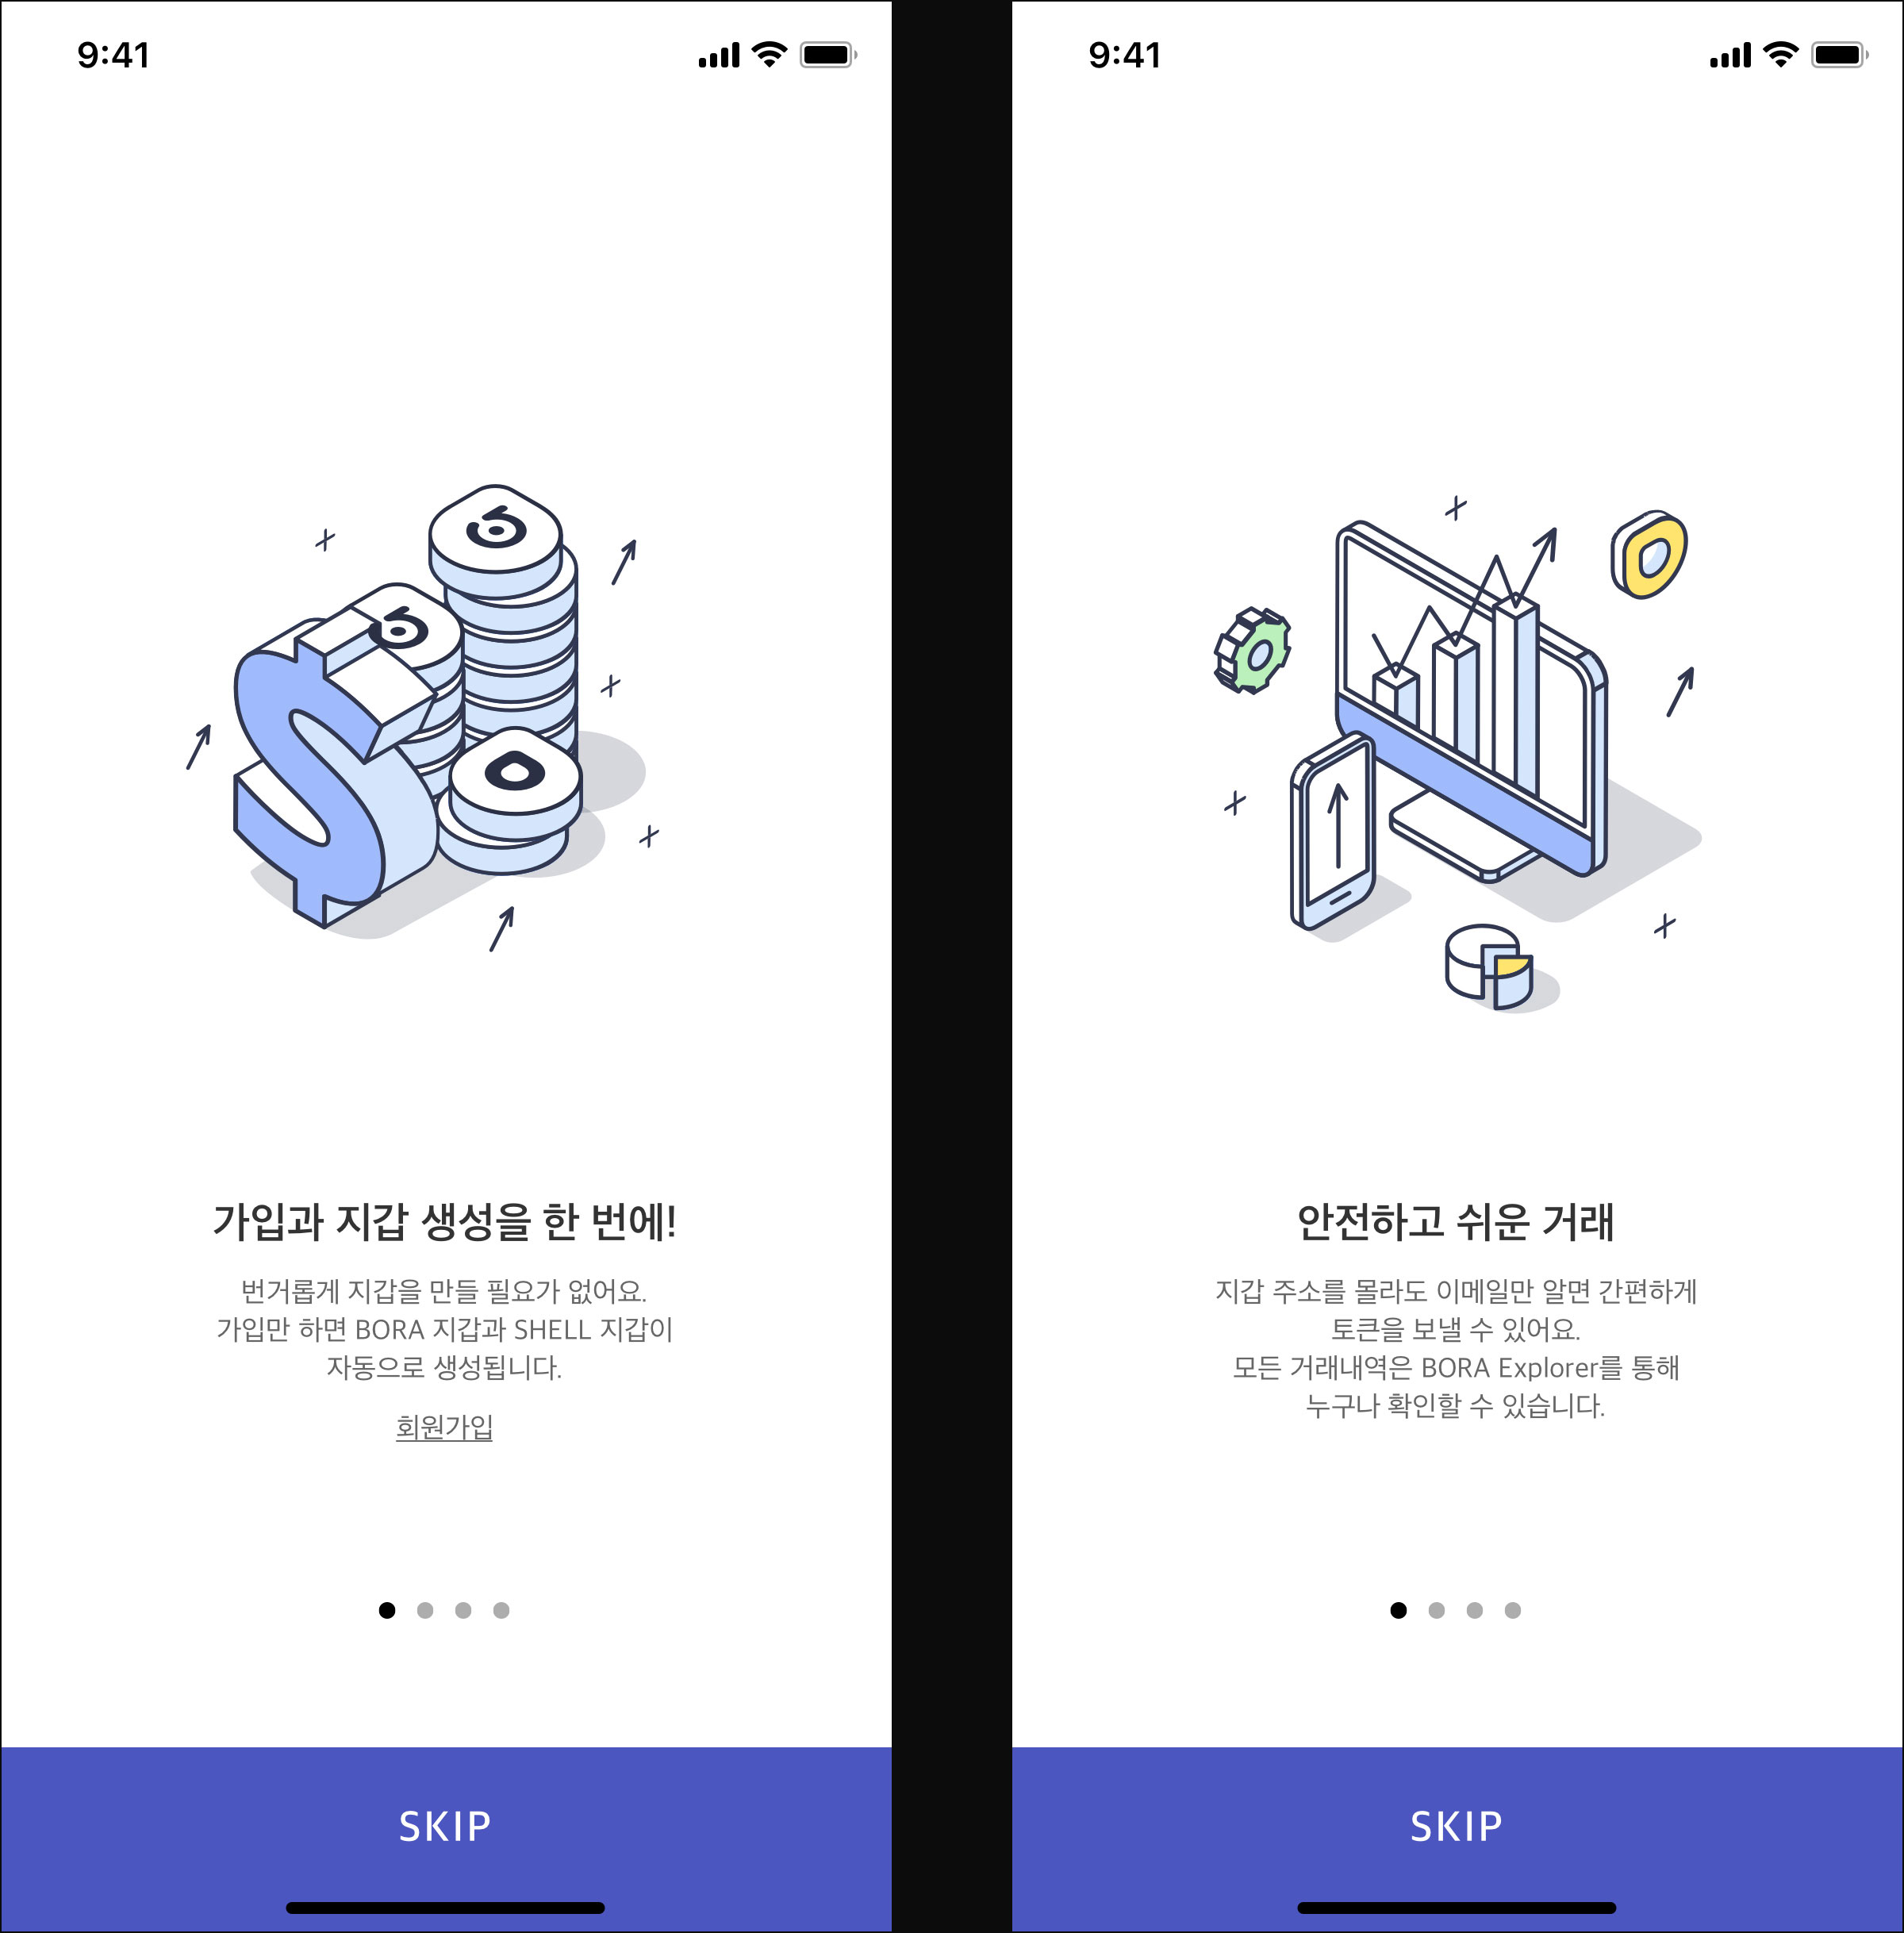 9:41
가입과 지갑 생성을 한 번에!
번거롭게 지갑을 만들 필요가 없어요.
가입만 하면 BORA 지갑과 SHELL 지갑이
자동으로 생성됩니다.
회원가입
SKIP
9:41
안전하고 쉬운 거래
지갑 주소를 몰라도 이메일만 알면 간편하게
토큰을 보낼 수 있어요.
모든 거래내역은 BORA Explorer를 통해
누구나 확인할 수 있습니다.
SKIP